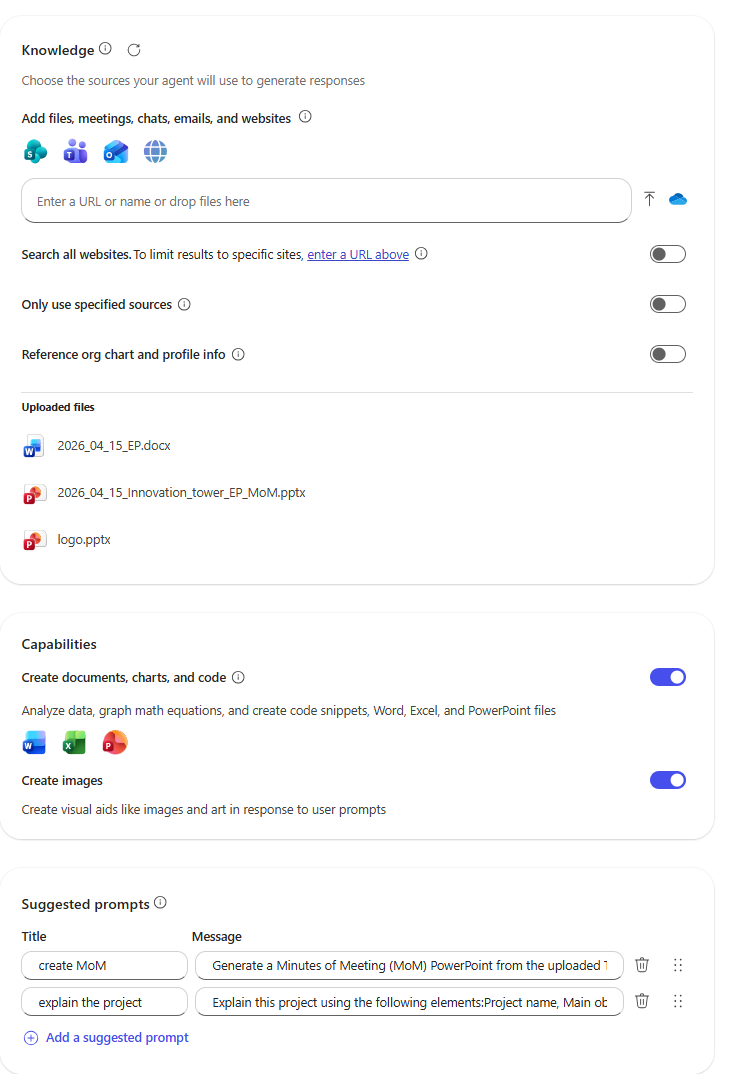 Knowledge
Choose the sources your agent will use to generate responses
Add files, meetings, chats, emails, and websites
Enter a URL or name or drop files here
Search all websites. To limit results to specific sites, enter a URL above
Only use specified sources
Reference org chart and profile info
Uploaded files
2026_04_15_EP.docx
2026_04_15_Innovation_tower_EP_MoM.pptx
logo.pptx
Capabilities
Create documents, charts, and code
Analyze data, graph math equations, and create code snippets, Word, Excel, and PowerPoint files
Create images
Create visual aids like images and art in response to user prompts
Suggested prompts
Title Message
create MoM Generate a Minutes of Meeting (MoM) PowerPoint from the uploaded
explain the project Explain this project using the following elements:Project name, Main ob
Add a suggested prompt